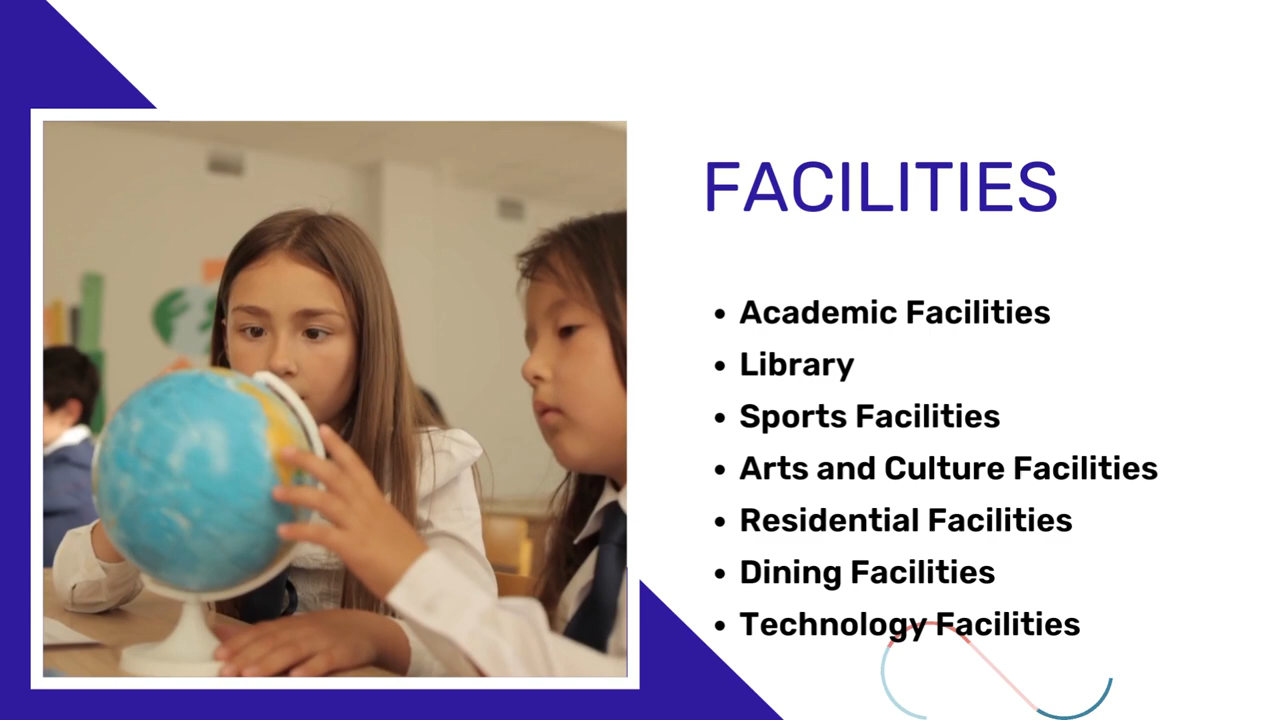 FACILITIES
• Academic Facilities
• Library
• Sports Facilities
• Arts and Culture Facilities
• Residential Facilities
• Dining Facilities
• Technology Facilities